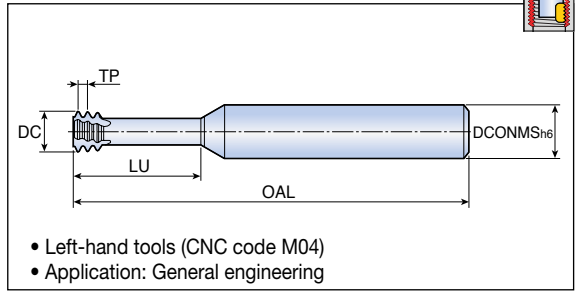 TP
DC
DCONMSh6
LU
OAL
• Left-hand tools (CNC code M04)
• Application: General engineering